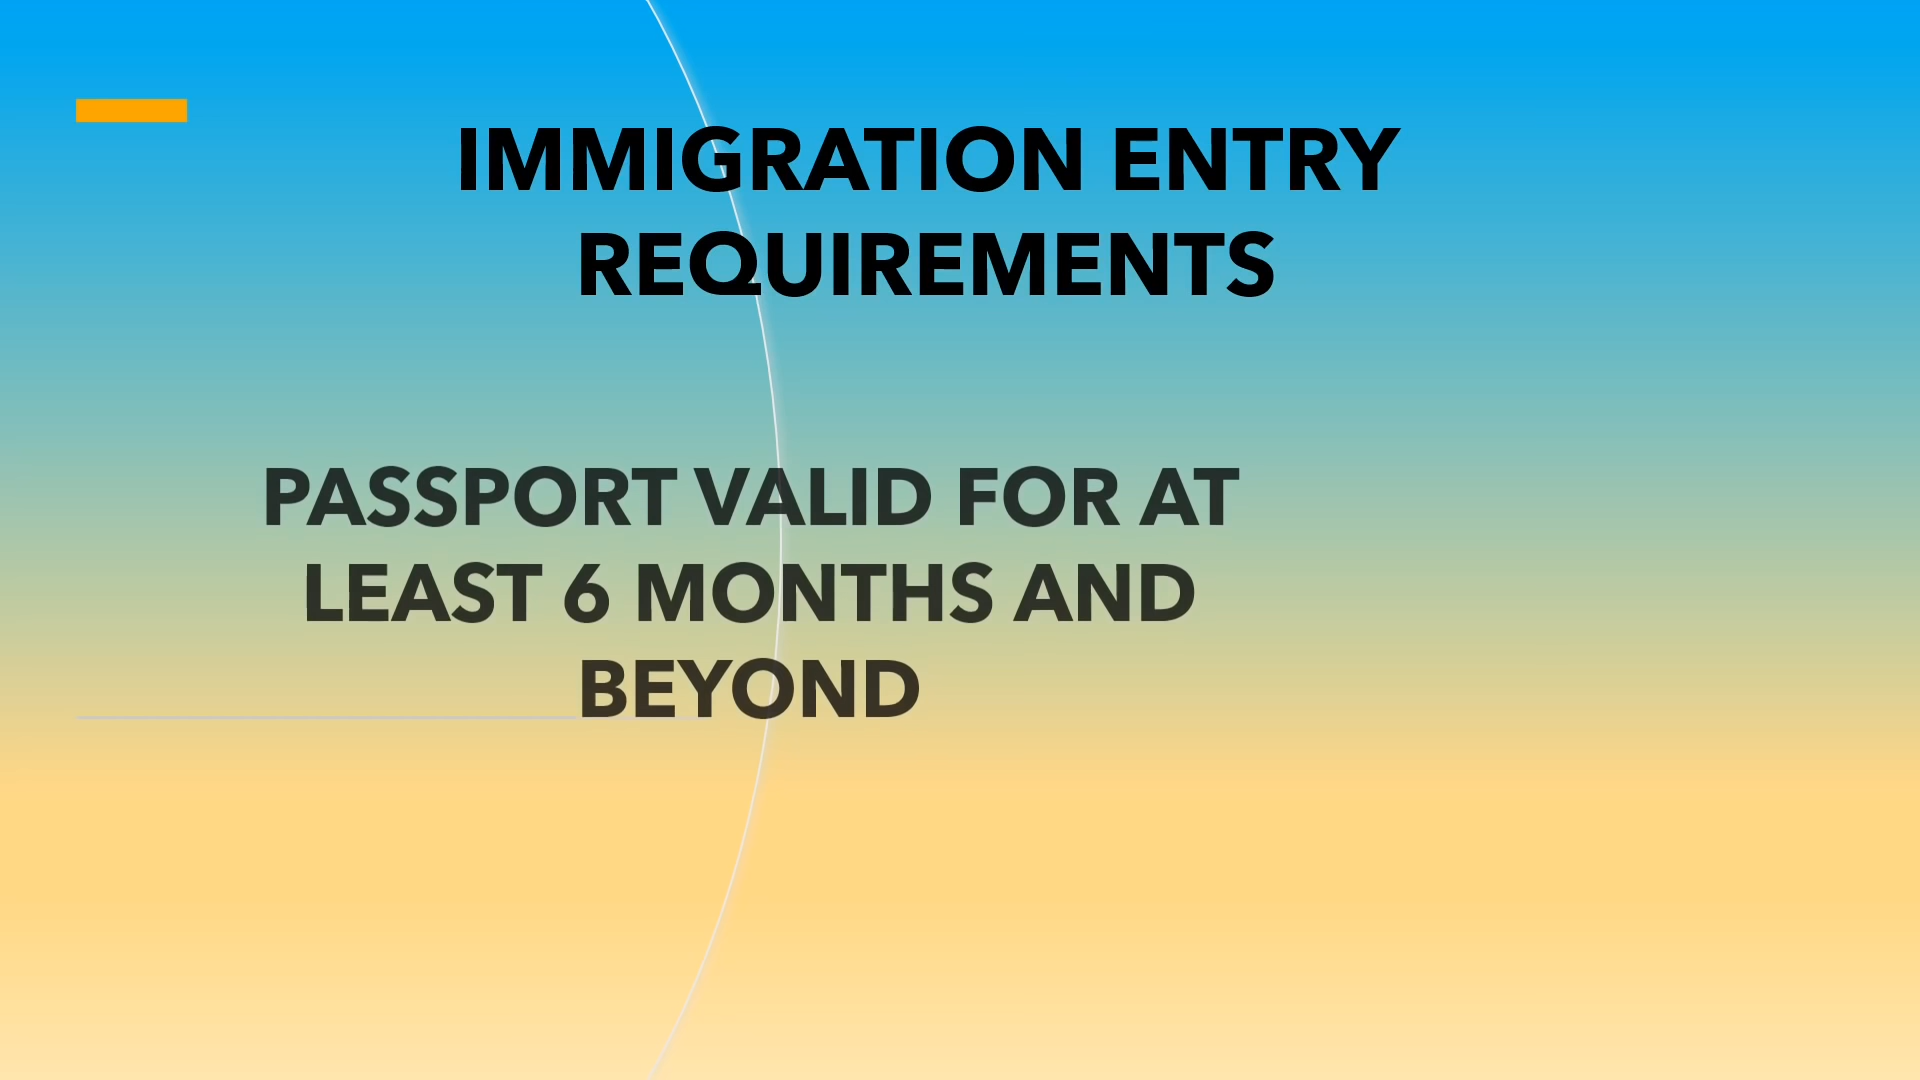 IMMIGRATION ENTRY
REQUIREMENTS
PASSPORT VALID FOR AT
LEAST 6 MONTHS AND
BEYOND